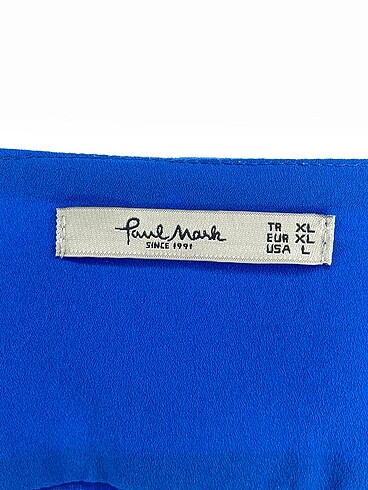 Paul Mark
SINCE 1991
TR XL
EUR XL
USA L